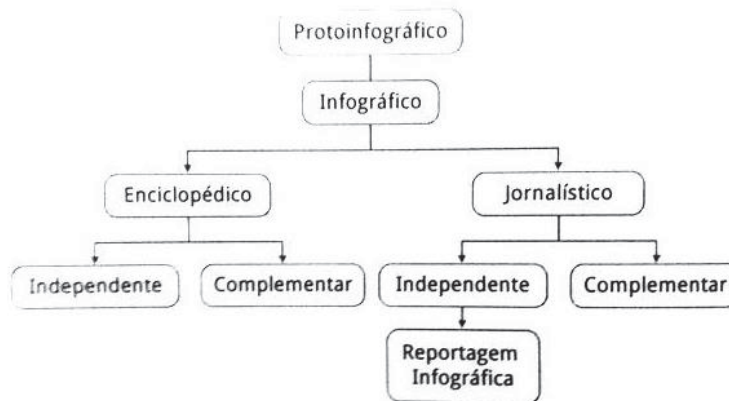 Protoinfográfico
Infográfico
Enciclopédico
Jornalístico
Independente
Complementar
Independente
Complementar
Reportagem
Infográfica